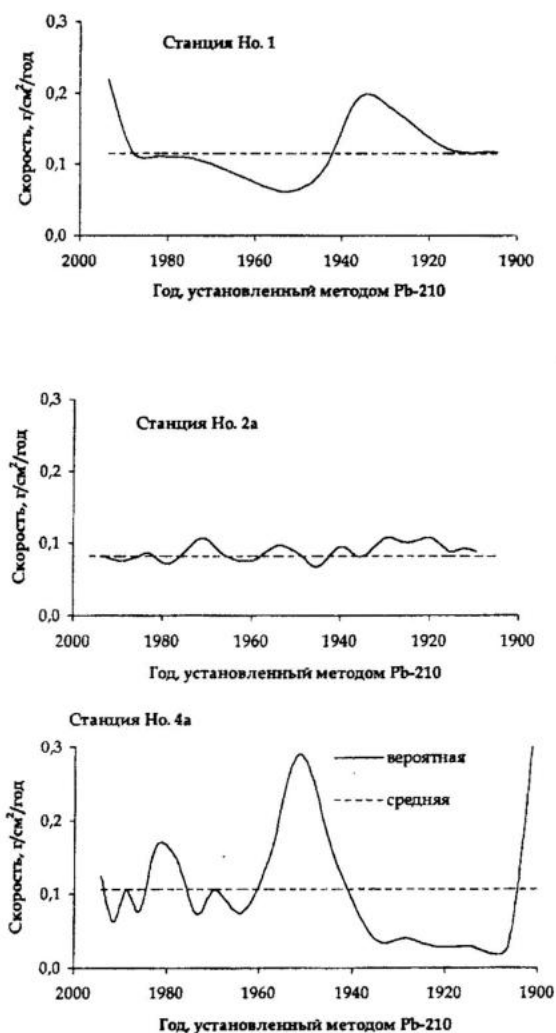 0,3
Станция Но. 1
0,2
0,1
0,0
Скорость, г/см²/год
2000 1980 1960 1940 1920 1900
Год, установленный методом Pb-210
0,3
Станция Но. 2а
0,2
0,1
0,0
Скорость, г/см²/год
2000 1980 1960 1940 1920 1900
Год, установленный методом Pb-210
Станция Но. 4а
0,3
вероятная
0,2
средняя
0,1
0,0
Скорость, г/см²/год
2000 1980 1960 1940 1920 1900
Год, установленный методом Pb-210